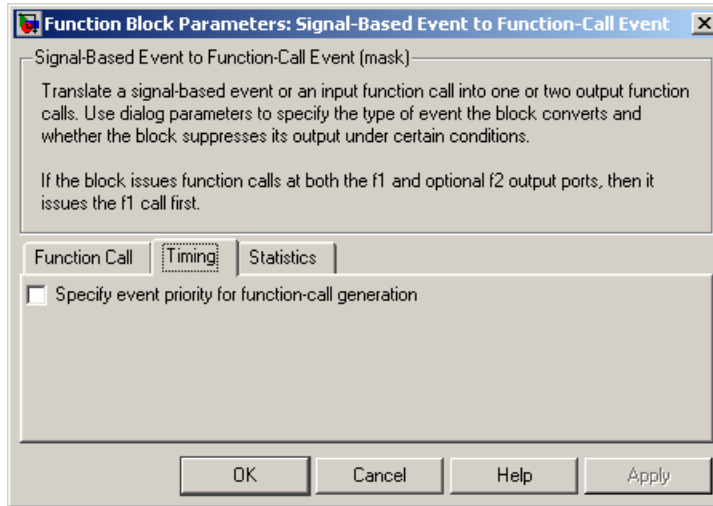 Function Block Parameters: Signal-Based Event to Function-Call Event
Signal-Based Event to Function-Call Event (mask)
Translate a signal-based event or an input function call into one or two output function
calls. Use dialog parameters to specify the type of event the block converts and
whether the block suppresses its output under certain conditions.
If the block issues function calls at both the f1 and optional f2 output ports, then it
issues the f1 call first.
Function Call Timing Statistics
Specify event priority for function-call generation
OK Cancel Help Apply